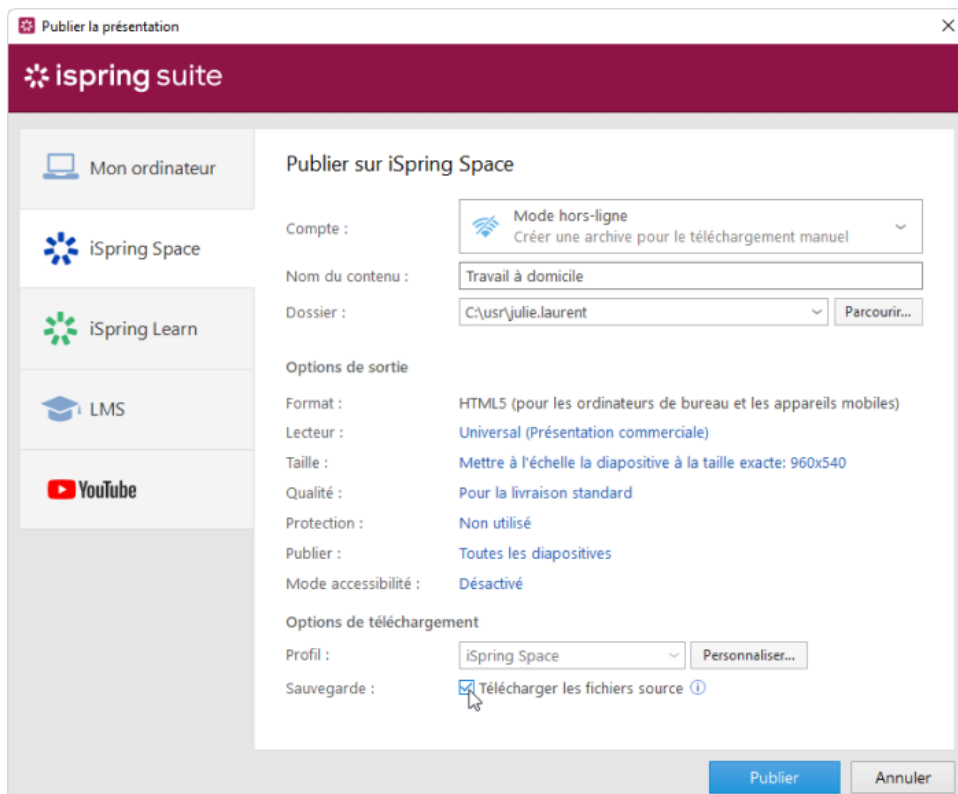 Publier la présentation
ispring suite
Mon ordinateur
iSpring Space
iSpring Learn
LMS
YouTube
Publier sur iSpring Space
Compte :
Mode hors-ligne
Créer une archive pour le téléchargement manuel
Nom du contenu :
Travail à domicile
Dossier :
C:\usr\julie.laurent
Parcourir...
Options de sortie
Format :
HTML5 (pour les ordinateurs de bureau et les appareils mobiles)
Lecteur :
Universal (Présentation commerciale)
Taille :
Mettre à l'échelle la diapositive à la taille exacte: 960x540
Qualité :
Pour la livraison standard
Protection :
Non utilisé
Publier :
Toutes les diapositives
Mode accessibilité :
Désactivé
Options de téléchargement
Profil :
iSpring Space
Personnaliser...
Sauvegarde :
Télécharger les fichiers source
Publier
Annuler